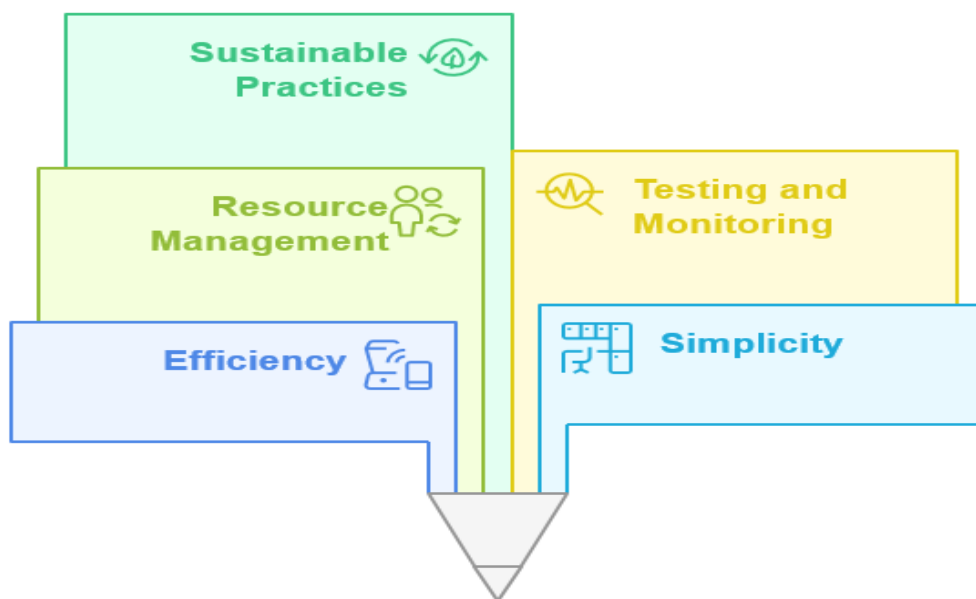 Sustainable
Practices
Resource
Management
Efficiency
Testing and
Monitoring
Simplicity